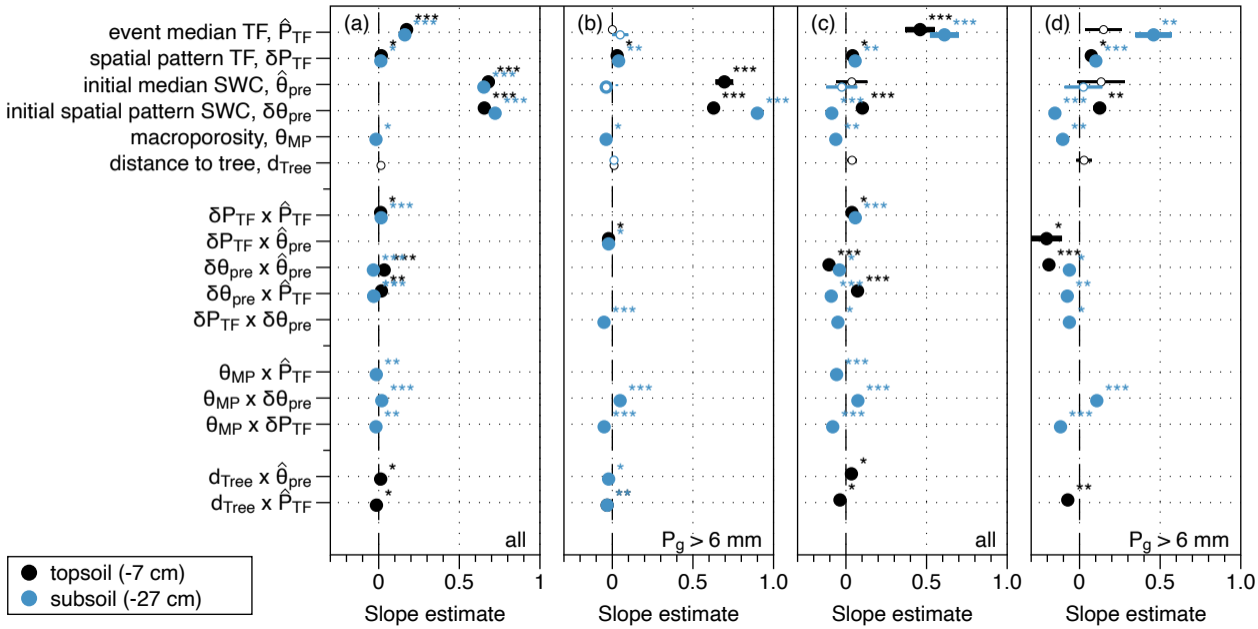 (a) (b) (c) (d)
event median TF, P̂TF
spatial pattern TF, δPTF
initial median SWC, θ̂pre
initial spatial pattern SWC, δθpre
macroporosity, θMP
distance to tree, dTree
δPTF x P̂TF
δPTF x θ̂pre
δθpre x θ̂pre
δθpre x P̂TF
δPTF x δθpre
θMP x P̂TF
θMP x δθpre
θMP x δPTF
dTree x θ̂pre
dTree x P̂TF
all Pg > 6 mm all Pg > 6 mm
0 0.5 1 0.0 0.5 1.0 0 0.5 1 0.0 0.5 1.0
Slope estimate Slope estimate Slope estimate Slope estimate
topsoil (-7 cm)
subsoil (-27 cm)